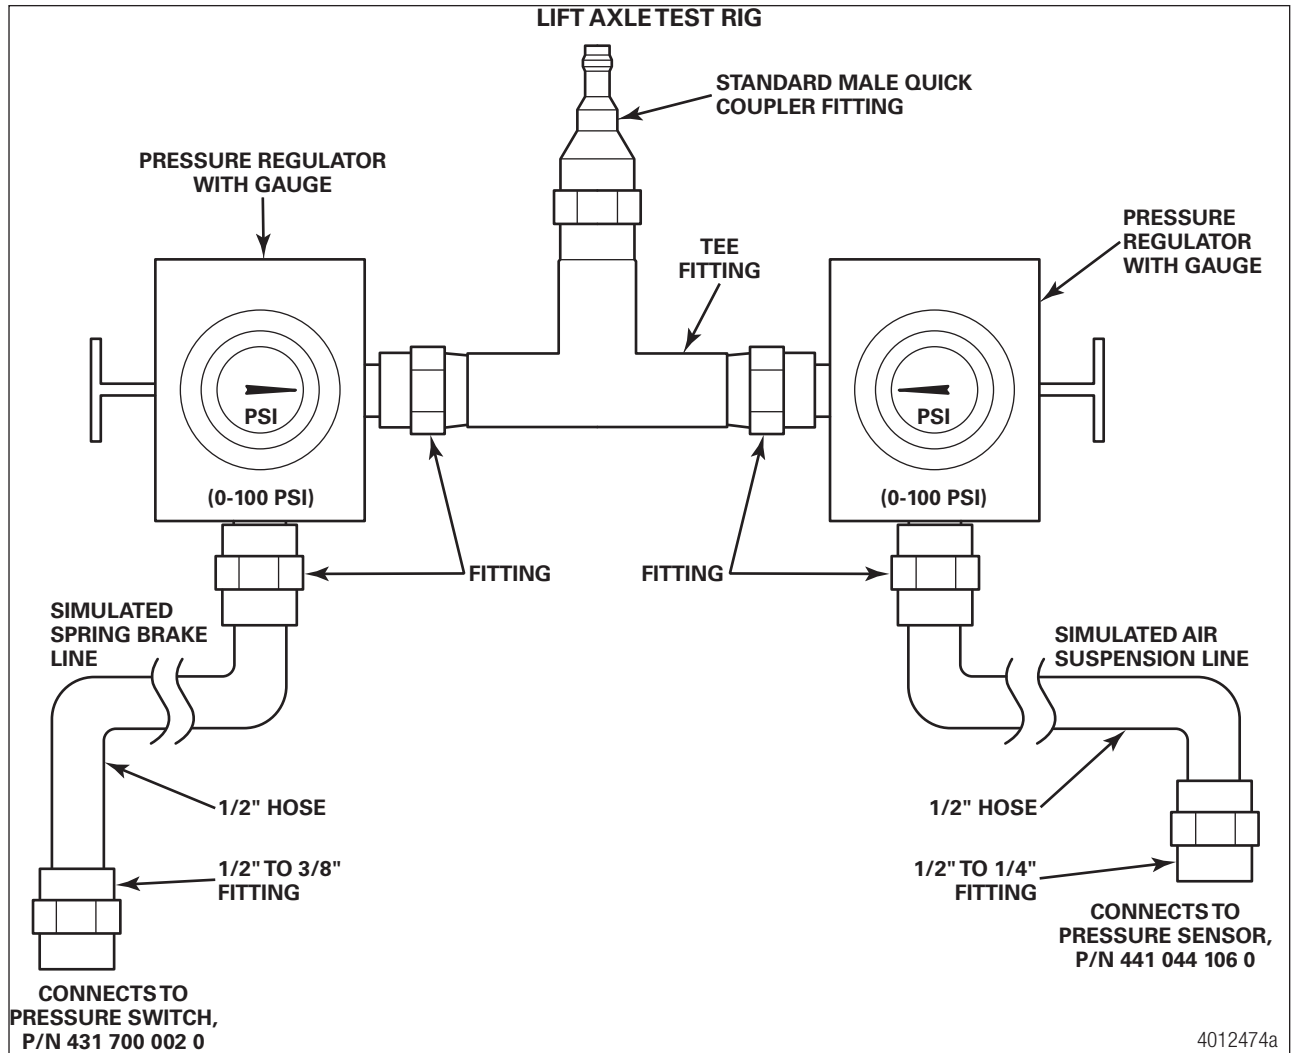 LIFT AXLE TEST RIG
STANDARD MALE QUICK
COUPLER FITTING
PRESSURE REGULATOR
WITH GAUGE
PRESSURE
REGULATOR
WITH GAUGE
TEE
FITTING
PSI
(0-100 PSI)
PSI
(0-100 PSI)
FITTING
FITTING
SIMULATED
SPRING BRAKE
LINE
SIMULATED AIR
SUSPENSION LINE
1/2" HOSE
1/2" HOSE
1/2" TO 3/8"
FITTING
1/2" TO 1/4"
FITTING
CONNECTS TO
PRESSURE SENSOR,
P/N 441 044 106 0
CONNECTS TO
PRESSURE SWITCH,
P/N 431 700 002 0
4012474a